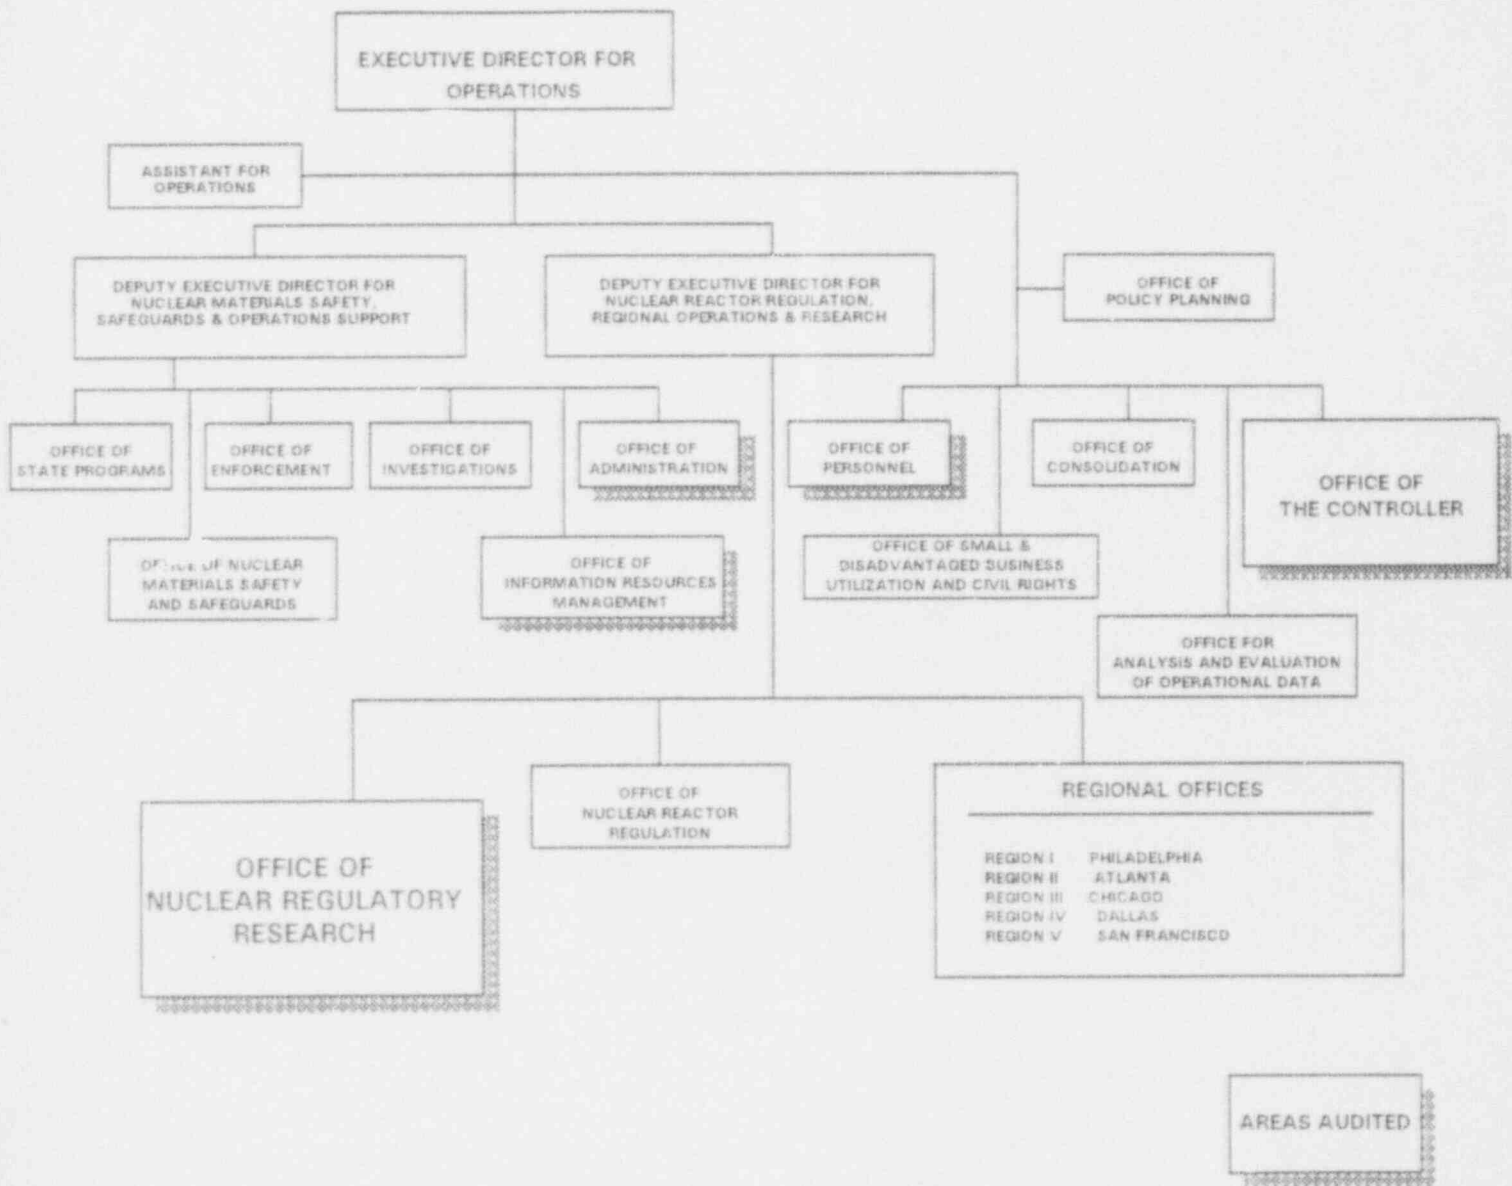 EXECUTIVE DIRECTOR FOR
OPERATIONS
ASSISTANT FOR
OPERATIONS
DEPUTY EXECUTIVE DIRECTOR FOR
NUCLEAR MATERIALS SAFETY,
SAFEGUARDS & OPERATIONS SUPPORT
DEPUTY EXECUTIVE DIRECTOR FOR
NUCLEAR REACTOR REGULATION,
REGIONAL OPERATIONS & RESEARCH
OFFICE OF
POLICY PLANNING
OFFICE OF
STATE PROGRAMS
OFFICE OF
ENFORCEMENT
OFFICE OF
INVESTIGATIONS
OFFICE OF
ADMINISTRATION
OFFICE OF
PERSONNEL
OFFICE OF
CONSOLIDATION
OFFICE OF
THE CONTROLLER
OFFICE OF NUCLEAR
MATERIALS SAFETY
AND SAFEGUARDS
OFFICE OF
INFORMATION RESOURCES
MANAGEMENT
OFFICE OF SMALL &
DISADVANTAGED BUSINESS
UTILIZATION AND CIVIL RIGHTS
OFFICE FOR
ANALYSIS AND EVALUATION
OF OPERATIONAL DATA
OFFICE OF
NUCLEAR REGULATORY
RESEARCH
OFFICE OF
NUCLEAR REACTOR
REGULATION
REGIONAL OFFICES
REGION I PHILADELPHIA
REGION II ATLANTA
REGION III CHICAGO
REGION IV DALLAS
REGION V SAN FRANCISCO
AREAS AUDITED